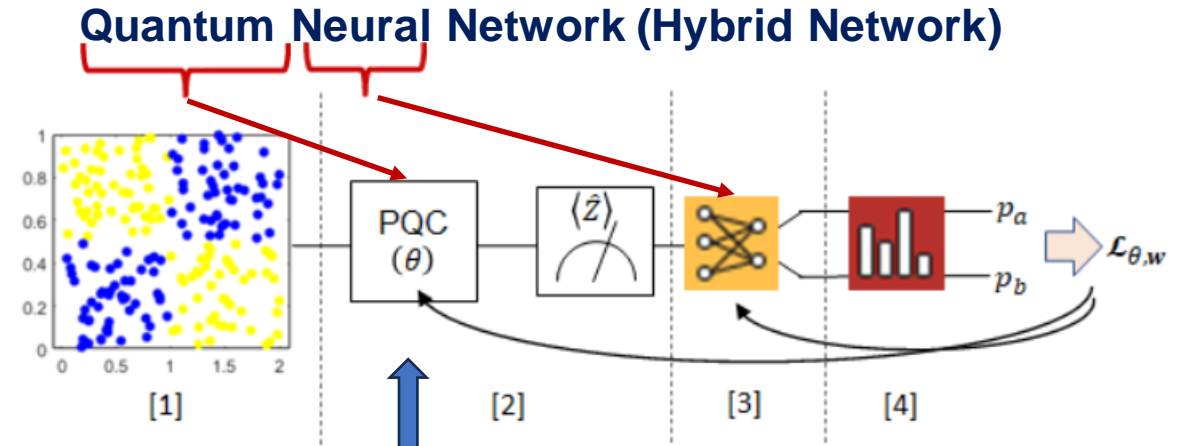 Quantum Neural Network (Hybrid Network)
1
0.8
0.6
0.4
0.2
0
0 0.5 1 1.5 2
PQC
(θ)
⟨Ẑ⟩
p_a
p_b
ℒ_θ,w
[1] [2] [3] [4]